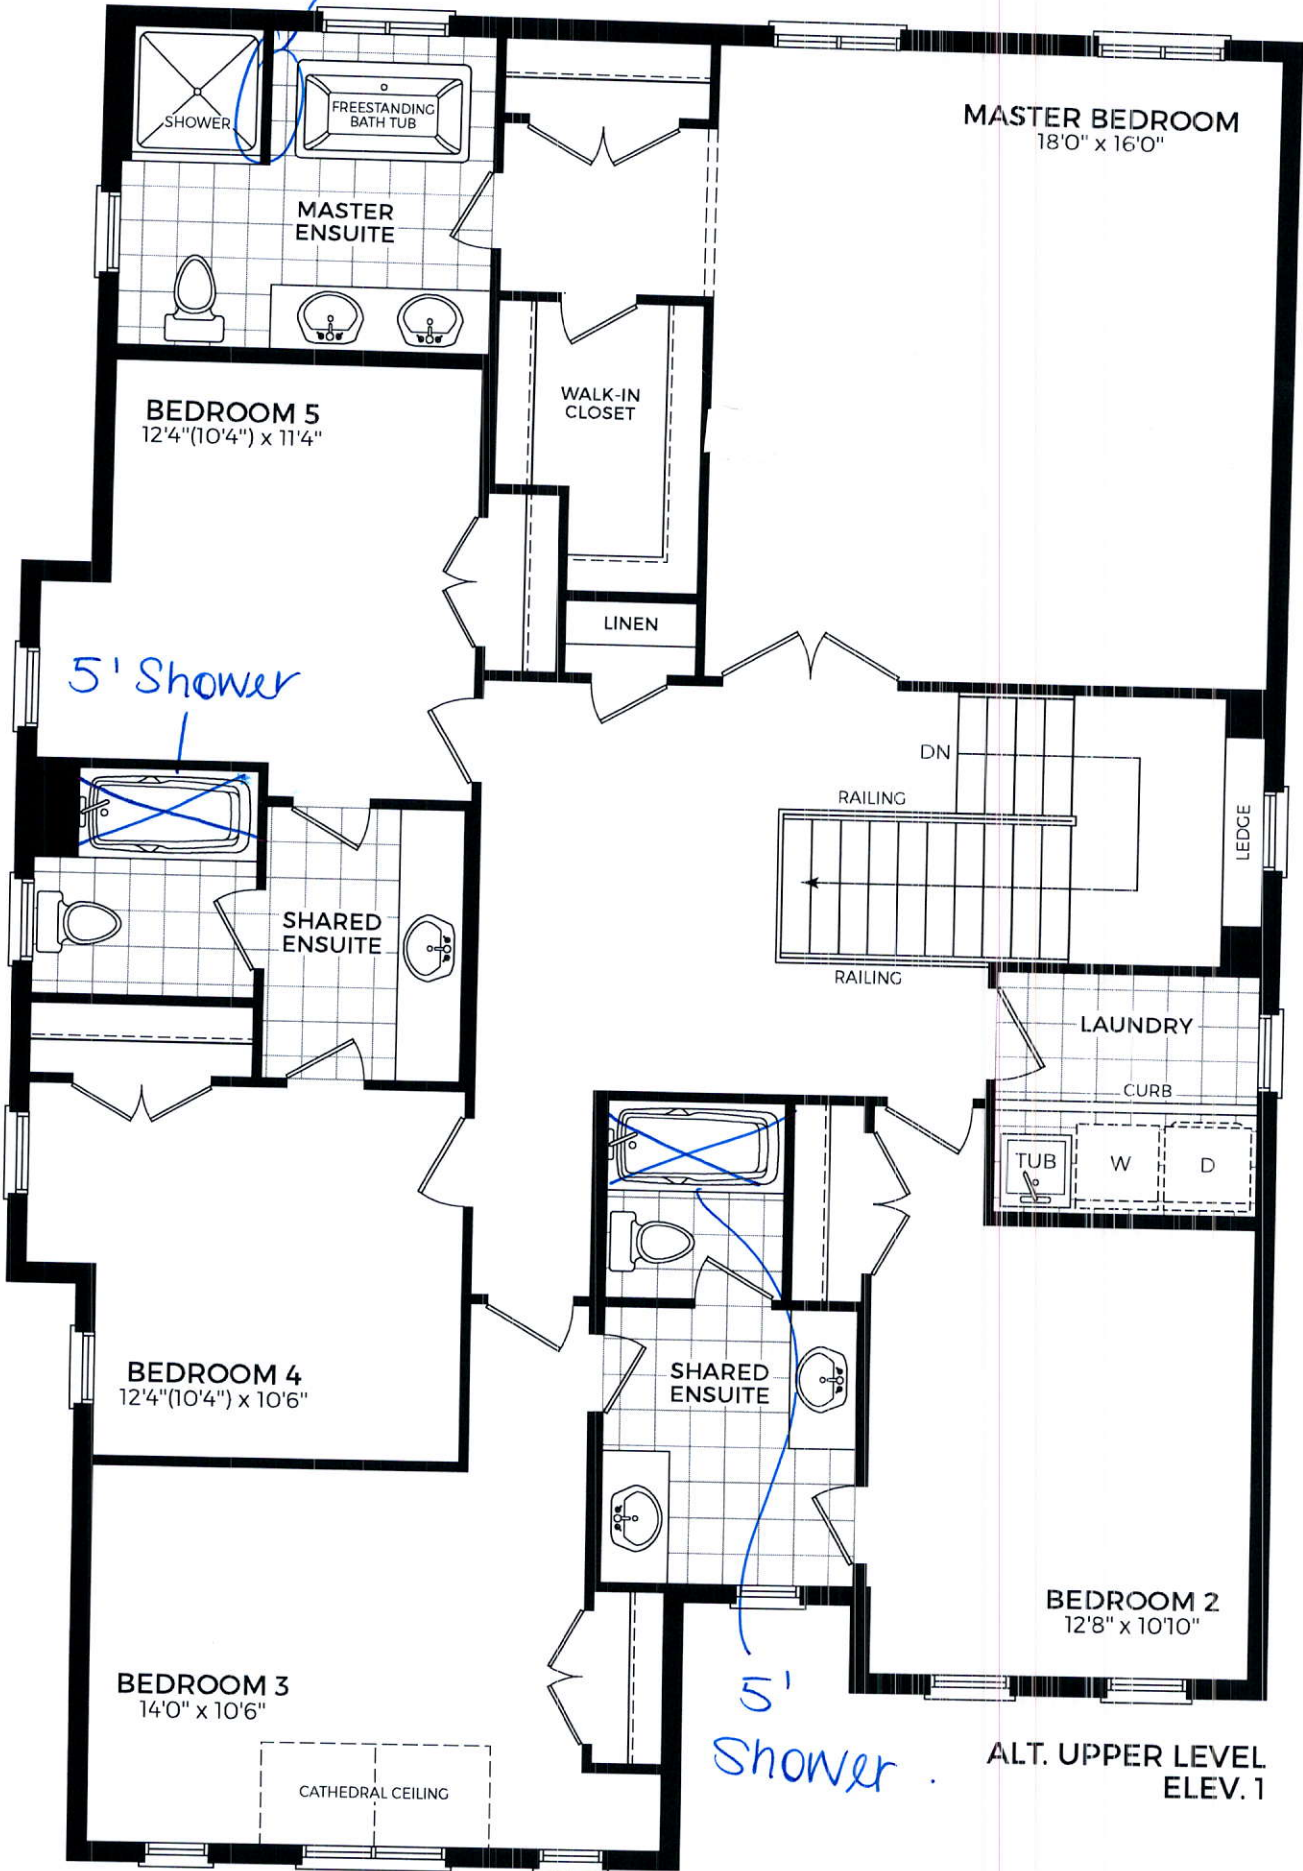 SHOWER
FREESTANDING
BATH TUB
MASTER BEDROOM
18'0" x 16'0"
MASTER
ENSUITE
WALK-IN
CLOSET
BEDROOM 5
12'4"(10'4") x 11'4"
LINEN
5' Shower
DN
RAILING
LEDGE
SHARED
ENSUITE
RAILING
LAUNDRY
CURB
TUB
W
D
BEDROOM 4
12'4"(10'4") x 10'6"
SHARED
ENSUITE
BEDROOM 2
12'8" x 10'10"
BEDROOM 3
14'0" x 10'6"
5'
Shower.
CATHEDRAL CEILING
ALT. UPPER LEVEL
ELEV. 1